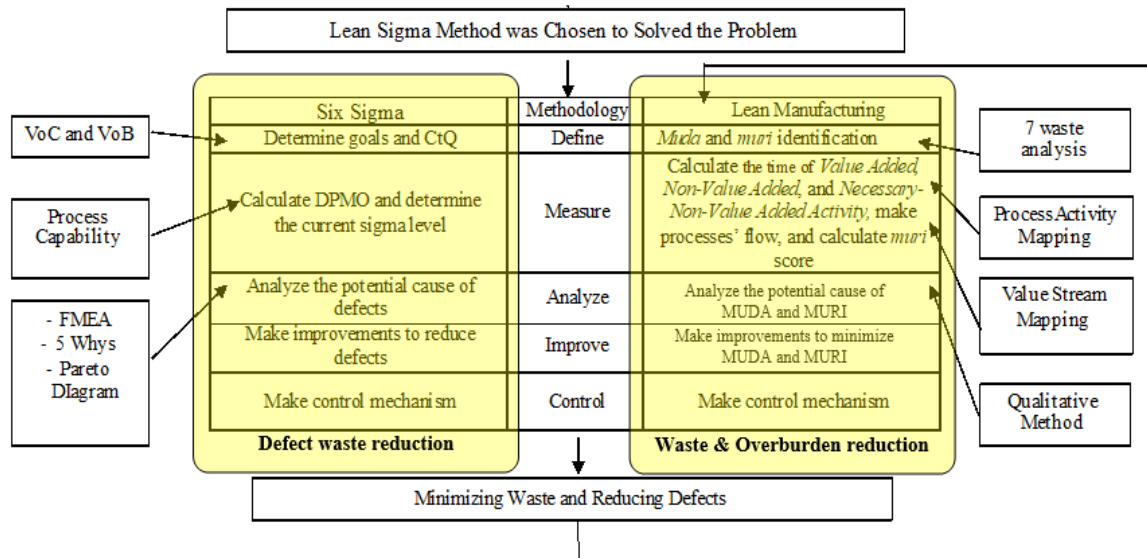 Lean Sigma Method was Chosen to Solved the Problem
Six Sigma
Methodology
Lean Manufacturing
VoC and VoB
Determine goals and CtQ
Define
Muda and muri identification
7 waste
analysis
Process
Capability
Calculate DPMO and determine
the current sigma level
Measure
Calculate the time of Value Added,
Non-Value Added, and Necessary-
Non-Value Added Activity, make
processes' flow, and calculate muri
score
Process Activity
Mapping
- FMEA
- 5 Whys
- Pareto
DIagram
Analyze the potential cause of
defects
Analyze
Analyze the potential cause of
MUDA and MURI
Value Stream
Mapping
Make improvements to reduce
defects
Improve
Make improvements to minimize
MUDA and MURI
Make control mechanism
Control
Make control mechanism
Qualitative
Method
Defect waste reduction
Waste & Overburden reduction
Minimizing Waste and Reducing Defects